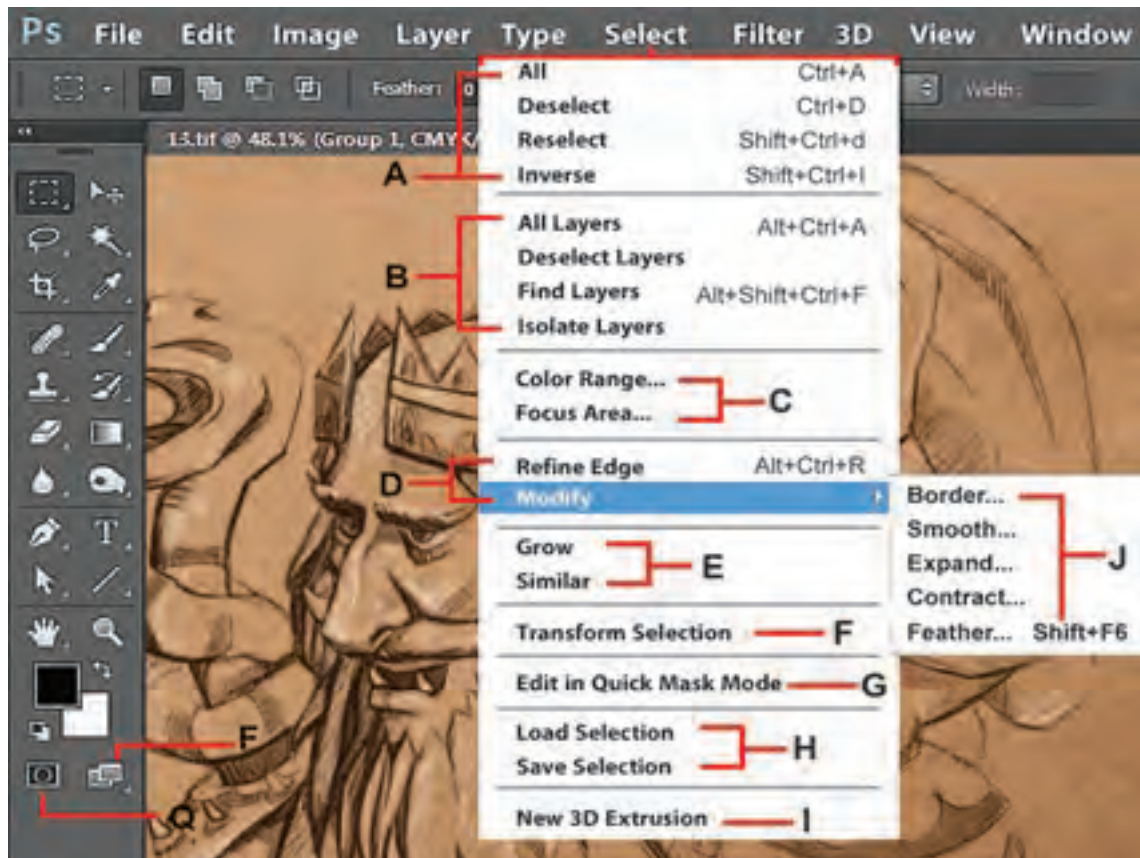 Ps File Edit Image Layer Type Select Filter 3D View Window
Feather: 0 Width:
13.tif @ 48.1% (Group 1, CMYK/
All Ctrl+A
Deselect Ctrl+D
Reselect Shift+Ctrl+d
Inverse Shift+Ctrl+I
A
All Layers Alt+Ctrl+A
Deselect Layers
Find Layers Alt+Shift+Ctrl+F
Isolate Layers
B
Color Range...
Focus Area...
C
Refine Edge Alt+Ctrl+R
Modify
D
Border...
Smooth...
Expand...
Contract...
Feather... Shift+F6
J
Grow
Similar
E
Transform Selection F
Edit in Quick Mask Mode G
Load Selection
Save Selection
H
New 3D Extrusion I
T
F
Q